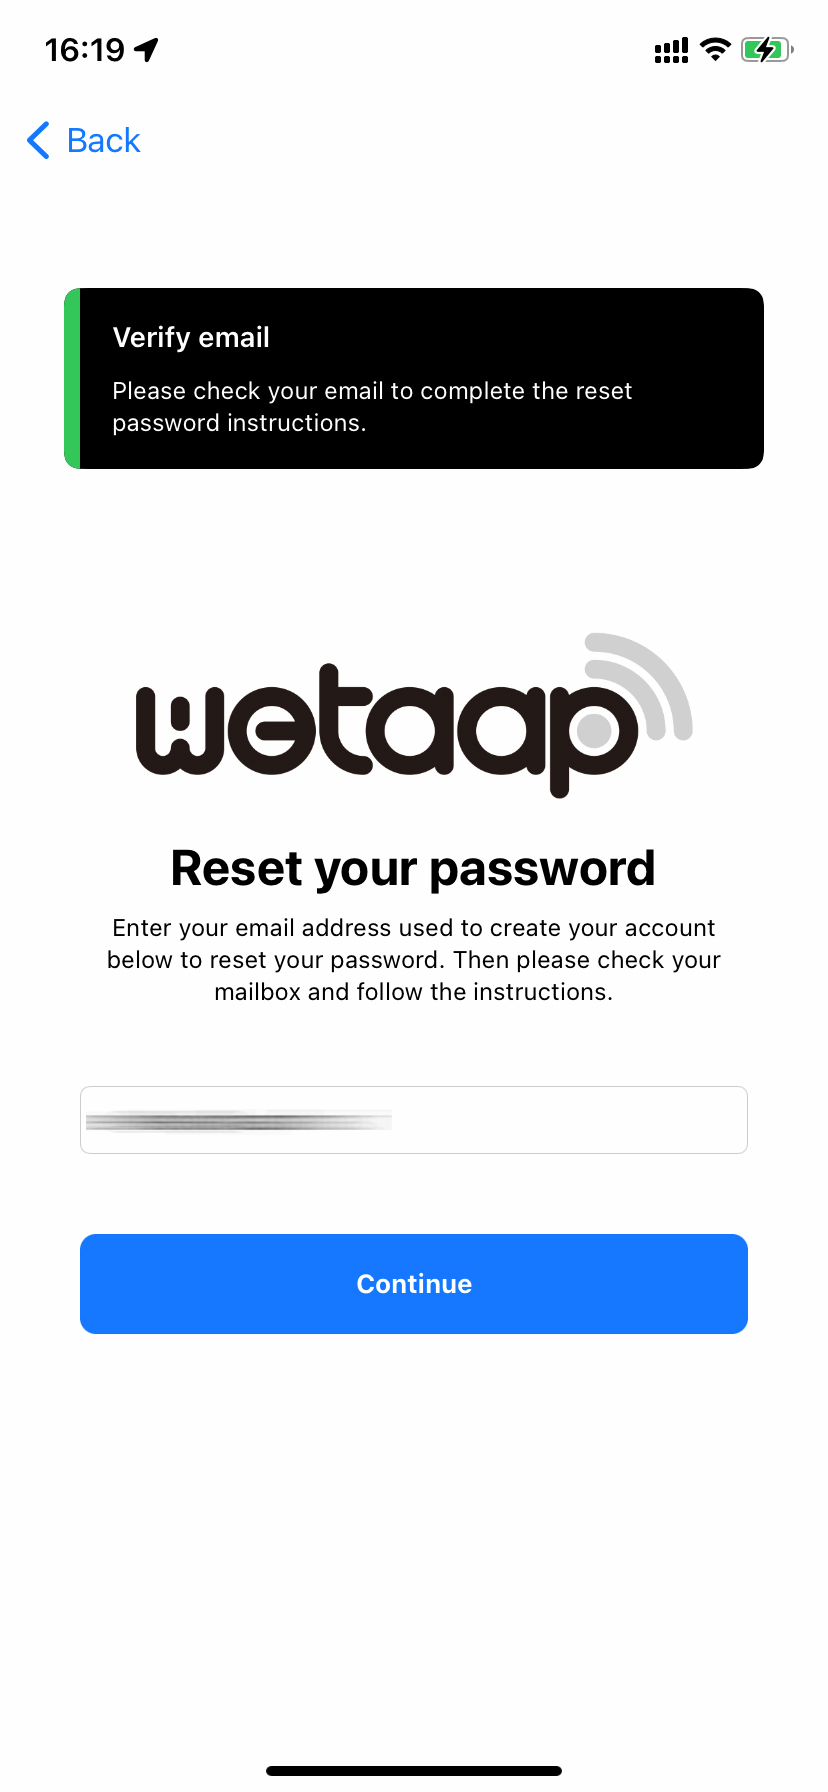 16:19
Back
Verify email
Please check your email to complete the reset
password instructions.
wetaap
Reset your password
Enter your email address used to create your account
below to reset your password. Then please check your
mailbox and follow the instructions.
Continue